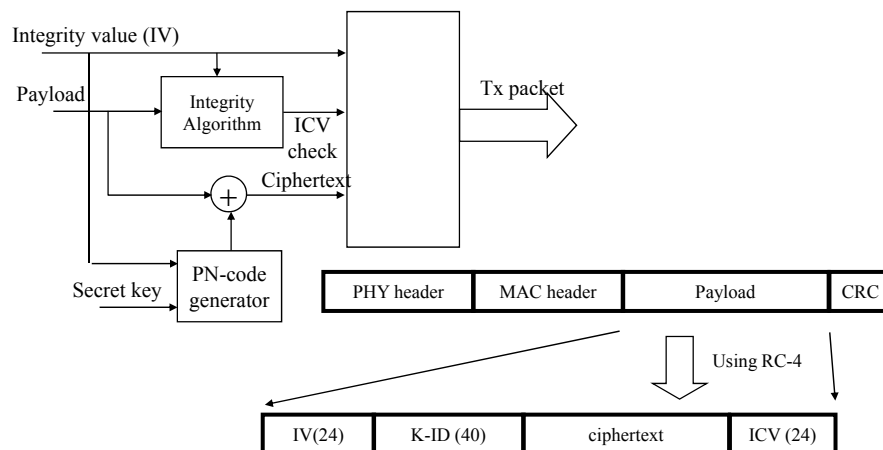 Integrity value (IV)
Payload
Integrity
Algorithm
ICV
check
Ciphertext
+
PN-code
generator
Secret key
Tx packet
PHY header
MAC header
Payload
CRC
Using RC-4
IV(24)
K-ID (40)
ciphertext
ICV (24)